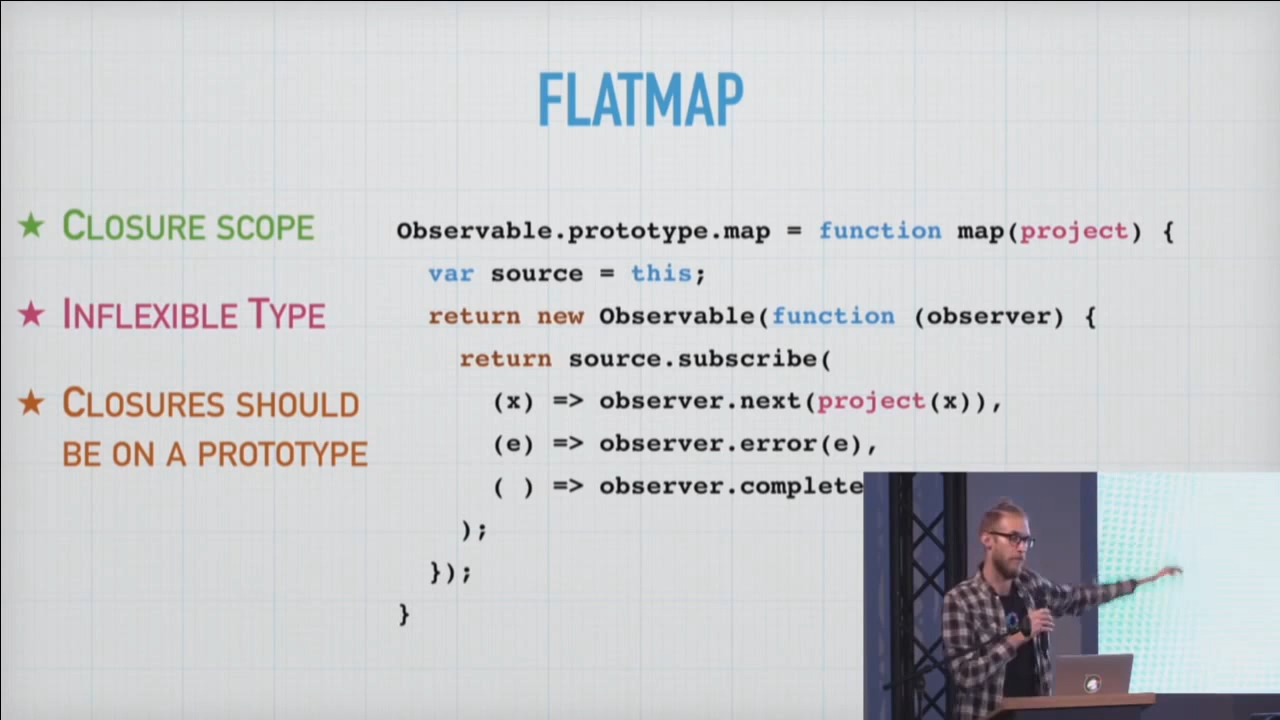 FLATMAP
★ CLOSURE SCOPE
★ INFLEXIBLE TYPE
★ CLOSURES SHOULD
BE ON A PROTOTYPE
Observable.prototype.map = function map(project) {
var source = this;
return new Observable(function (observer) {
return source.subscribe(
(x) => observer.next(project(x)),
(e) => observer.error(e),
( ) => observer.complete
);
});
}